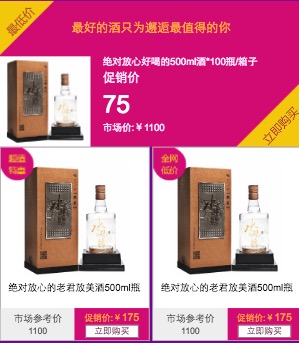 最低价
最好的酒只为邂逅最值得的你
绝对放心好喝的500ml酒*100瓶/箱子
促销价
75
市场价:￥1100
立即购买
超值
特卖
全网
低价
绝对放心的老君放美酒500ml瓶
绝对放心的老君放美酒500ml瓶
市场参考价
1100
促销价:￥175
立即购买
市场参考价
1100
促销价:￥175
立即购买